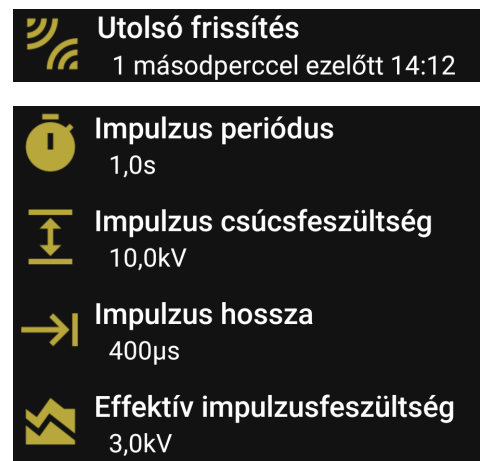 Utolsó frissítés
1 másodperccel ezelőtt 14:12
Impulzus periódus
1,0s
Impulzus csúcsfeszültség
10,0kV
Impulzus hossza
400µs
Effektív impulzusfeszültség
3,0kV